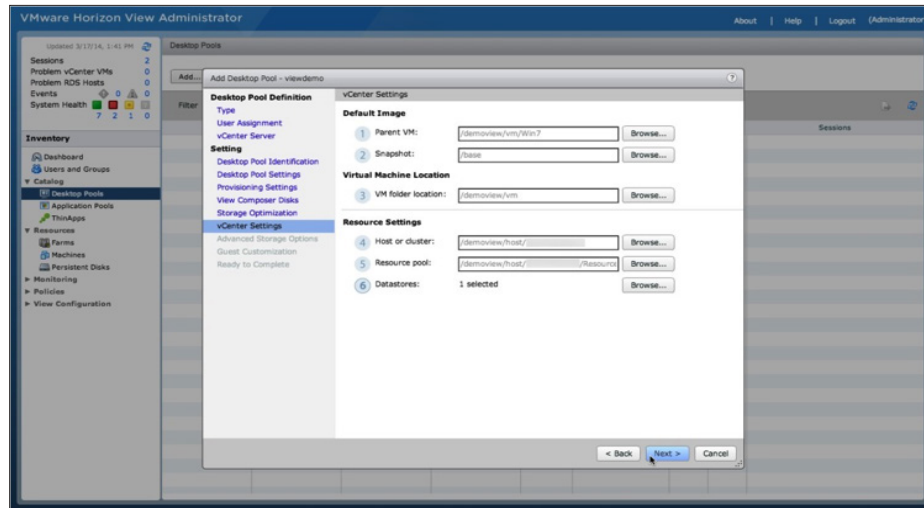 VMware Horizon View Administrator
About | Help | Logout (Administrator
Updated 3/17/14, 1:41 PM
Sessions 2
Problem vCenter VMs 0
Problem RDS Hosts 0
Events 0 0
System Health
7 2 1 0
Inventory
Dashboard
Users and Groups
Catalog
Desktop Pools
Application Pools
ThinApps
Resources
Farms
Machines
Persistent Disks
Monitoring
Policies
View Configuration
Desktop Pools
Add...
Filter
Sessions
Add Desktop Pool - viewdemo
?
Desktop Pool Definition
Type
User Assignment
vCenter Server
Setting
Desktop Pool Identification
Desktop Pool Settings
Provisioning Settings
View Composer Disks
Storage Optimization
vCenter Settings
Advanced Storage Options
Guest Customization
Ready to Complete
vCenter Settings
Default Image
1 Parent VM: /demoview/vm/Win7 Browse...
2 Snapshot: /base Browse...
Virtual Machine Location
3 VM folder location: /demoview/vm Browse...
Resource Settings
4 Host or cluster: /demoview/host/ Browse...
5 Resource pool: /demoview/host/ /Resourc Browse...
6 Datastores: 1 selected Browse...
< Back Next > Cancel